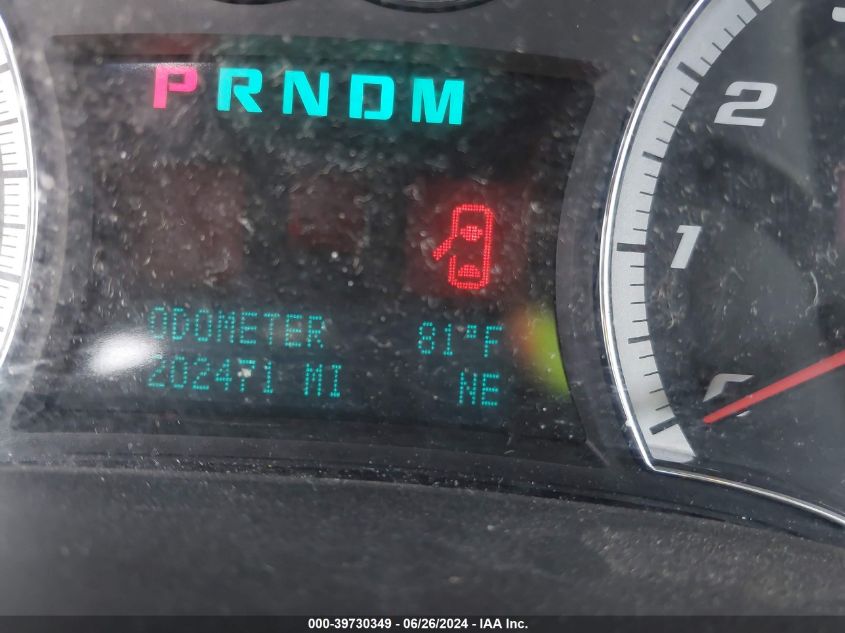 PRNDM
2
1
ODOMETER 81°F
202471 MI NE
000-39730349 • 06/26/2024 - IAA Inc.